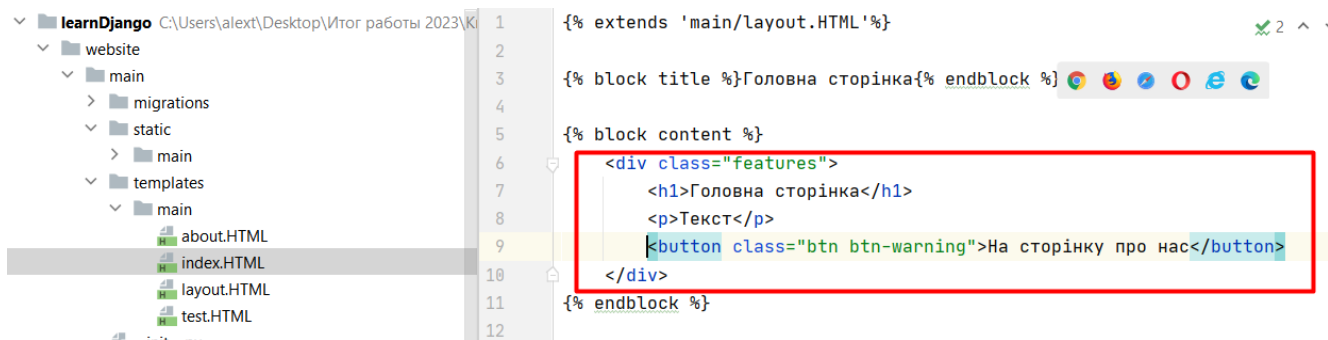 learnDjango C:\Users\alext\Desktop\Итог работы 2023\
website
main
migrations
static
main
templates
main
about.HTML
index.HTML
layout.HTML
test.HTML
1 {% extends 'main/layout.HTML'%}
2
3 {% block title %}Головна сторінка{% endblock %}
4
5 {% block content %}
6 <div class="features">
7 <h1>Головна сторінка</h1>
8 <p>Текст</p>
9 <button class="btn btn-warning">На сторінку про нас</button>
10 </div>
11 {% endblock %}
12
2